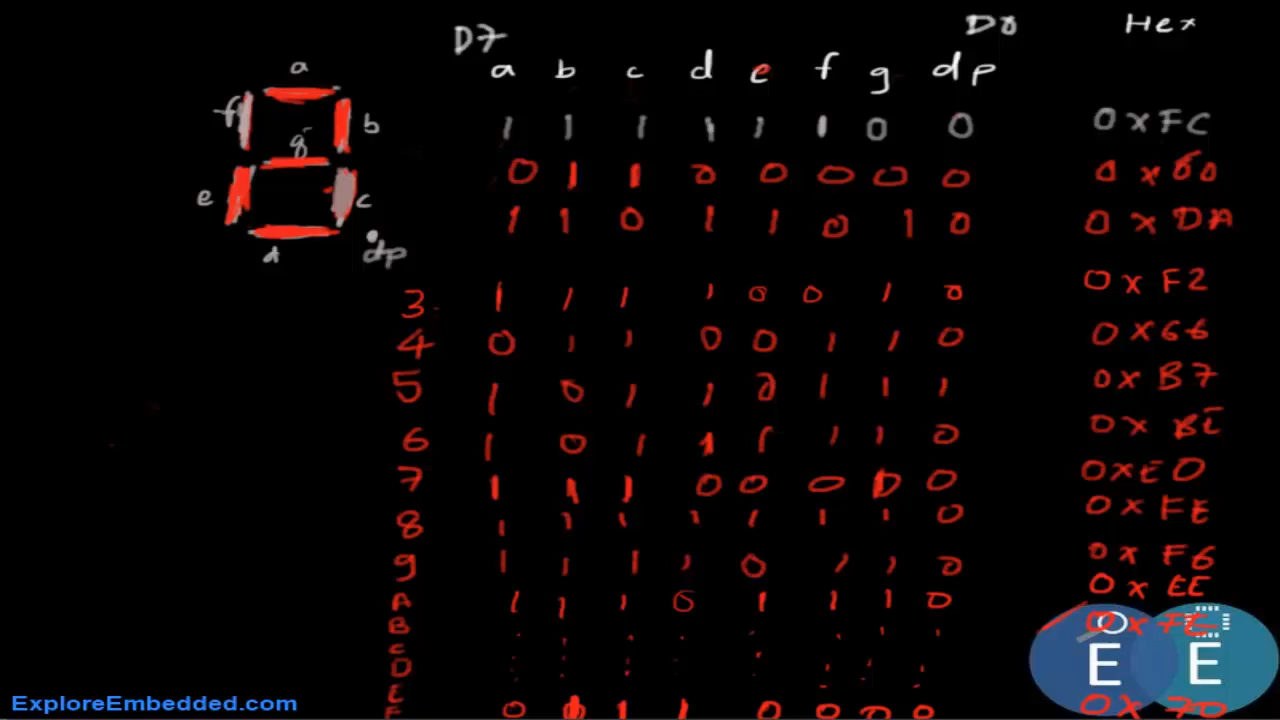 D7 D0 Hex
a b c d e f g dp
1 1 1 1 1 1 0 0 0xFC
0 1 1 0 0 0 0 0 0x60
1 1 0 1 1 0 1 0 0xDA
3 1 1 1 1 0 0 1 0 0xF2
4 0 1 1 0 0 1 1 0 0x66
5 1 0 1 1 0 1 1 1 0xB7
6 1 0 1 1 1 1 1 0 0xBE
7 1 1 1 0 0 0 0 0 0xE0
8 1 1 1 1 1 1 1 0 0xFE
9 1 1 1 1 0 1 1 0 0xF6
A 1 1 1 0 1 1 1 0 0xEE
B 0x7E
C
D
E
F 0 1 1 1 0 0 0 0 0x70
a
f b
g
e c
d dp
E E
ExploreEmbedded.com